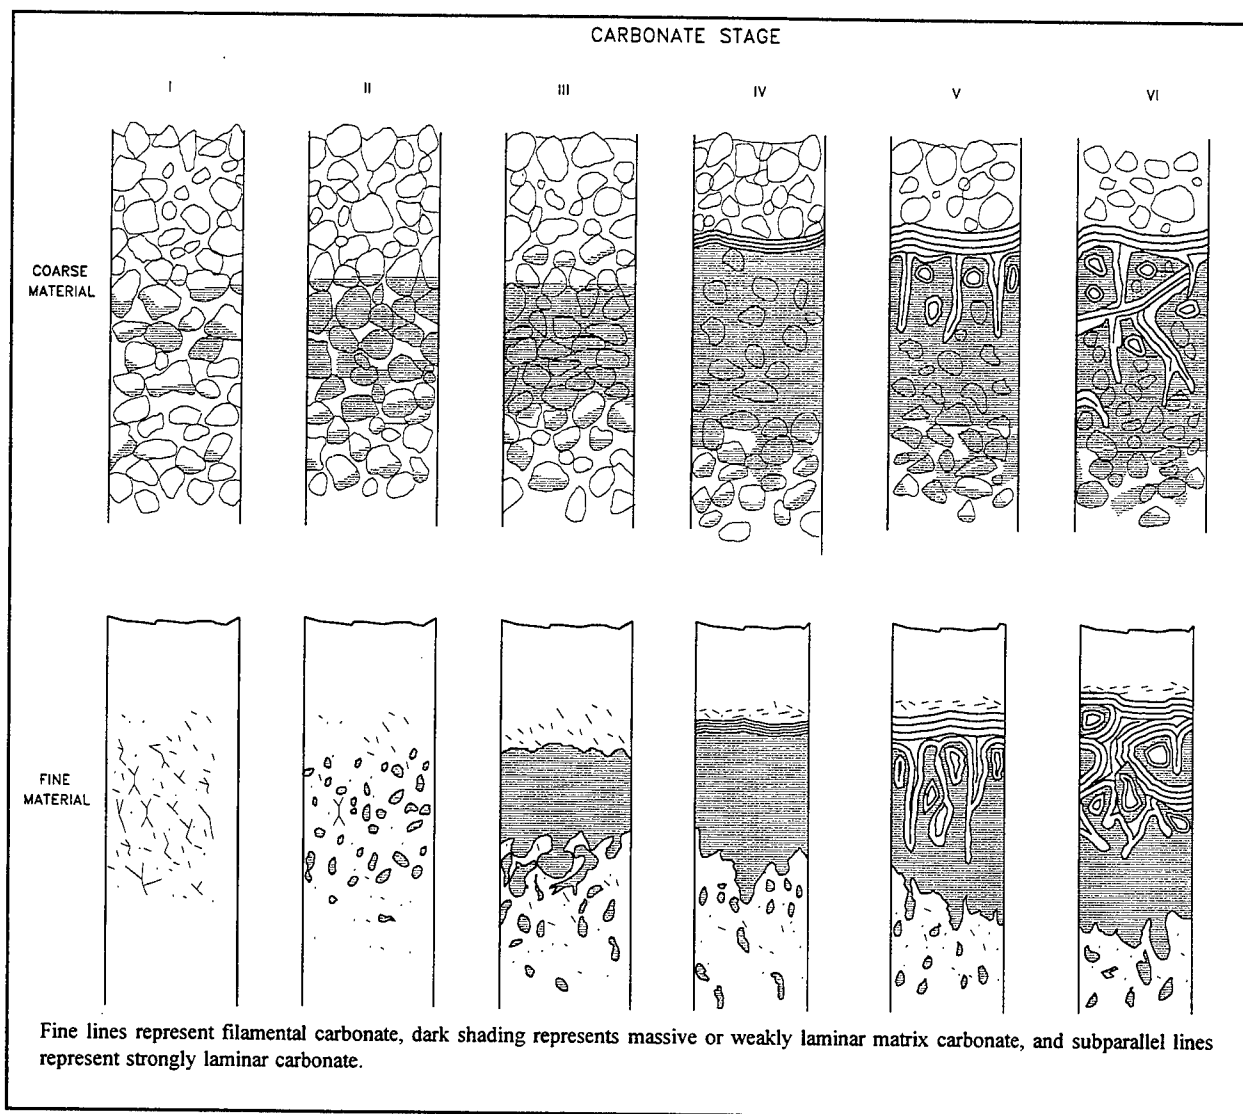 CARBONATE STAGE
I II III IV V VI
COARSE
MATERIAL
FINE
MATERIAL
Fine lines represent filamental carbonate, dark shading represents massive or weakly laminar matrix carbonate, and subparallel lines
represent strongly laminar carbonate.